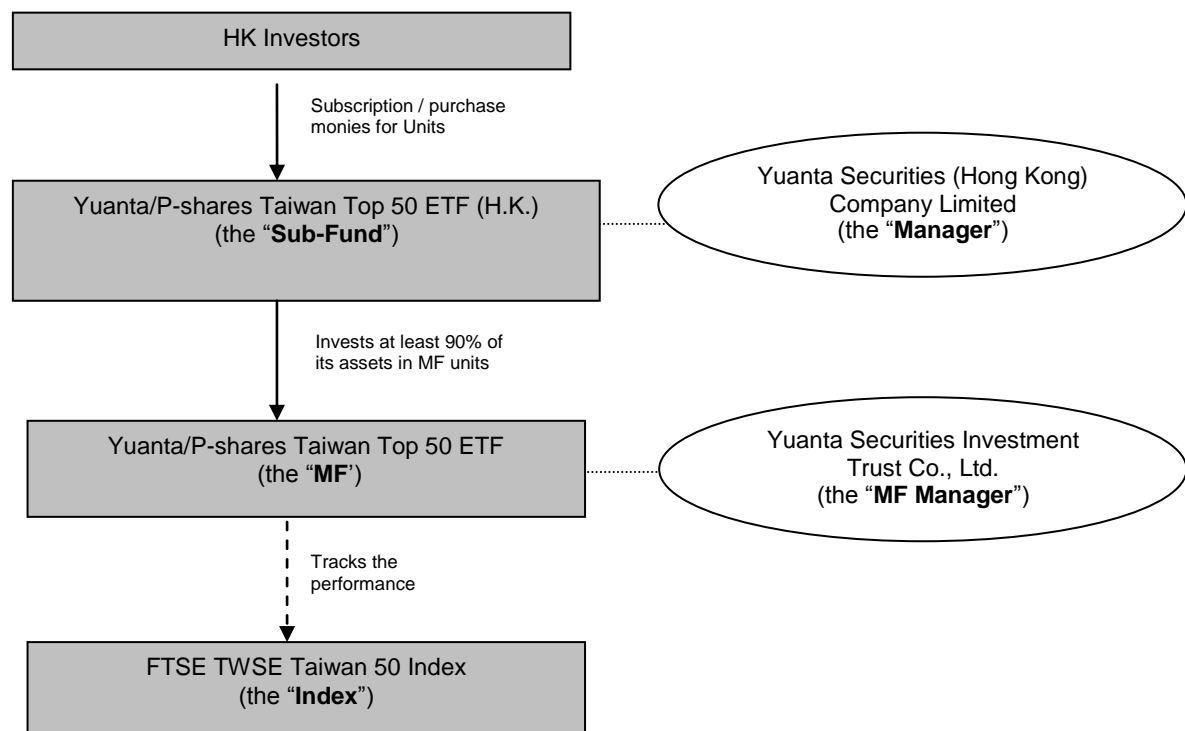 HK Investors
Subscription / purchase
monies for Units
Yuanta/P-shares Taiwan Top 50 ETF (H.K.)
(the “Sub-Fund”)
Yuanta Securities (Hong Kong)
Company Limited
(the “Manager”)
Invests at least 90% of
its assets in MF units
Yuanta/P-shares Taiwan Top 50 ETF
(the “MF’)
Yuanta Securities Investment
Trust Co., Ltd.
(the “MF Manager”)
Tracks the
performance
FTSE TWSE Taiwan 50 Index
(the “Index”)